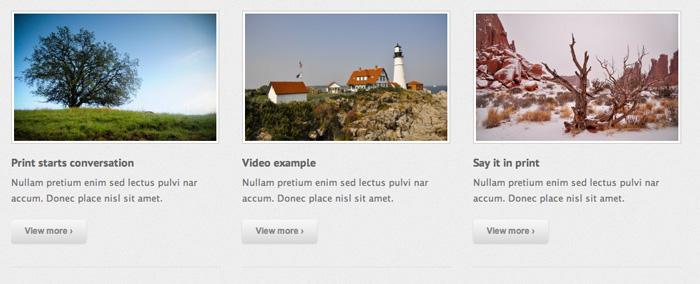 Print starts conversation
Nullam pretium enim sed lectus pulvi nar
accum. Donec place nisl sit amet.
View more ›
Video example
Nullam pretium enim sed lectus pulvi nar
accum. Donec place nisl sit amet.
View more ›
Say it in print
Nullam pretium enim sed lectus pulvi nar
accum. Donec place nisl sit amet.
View more ›